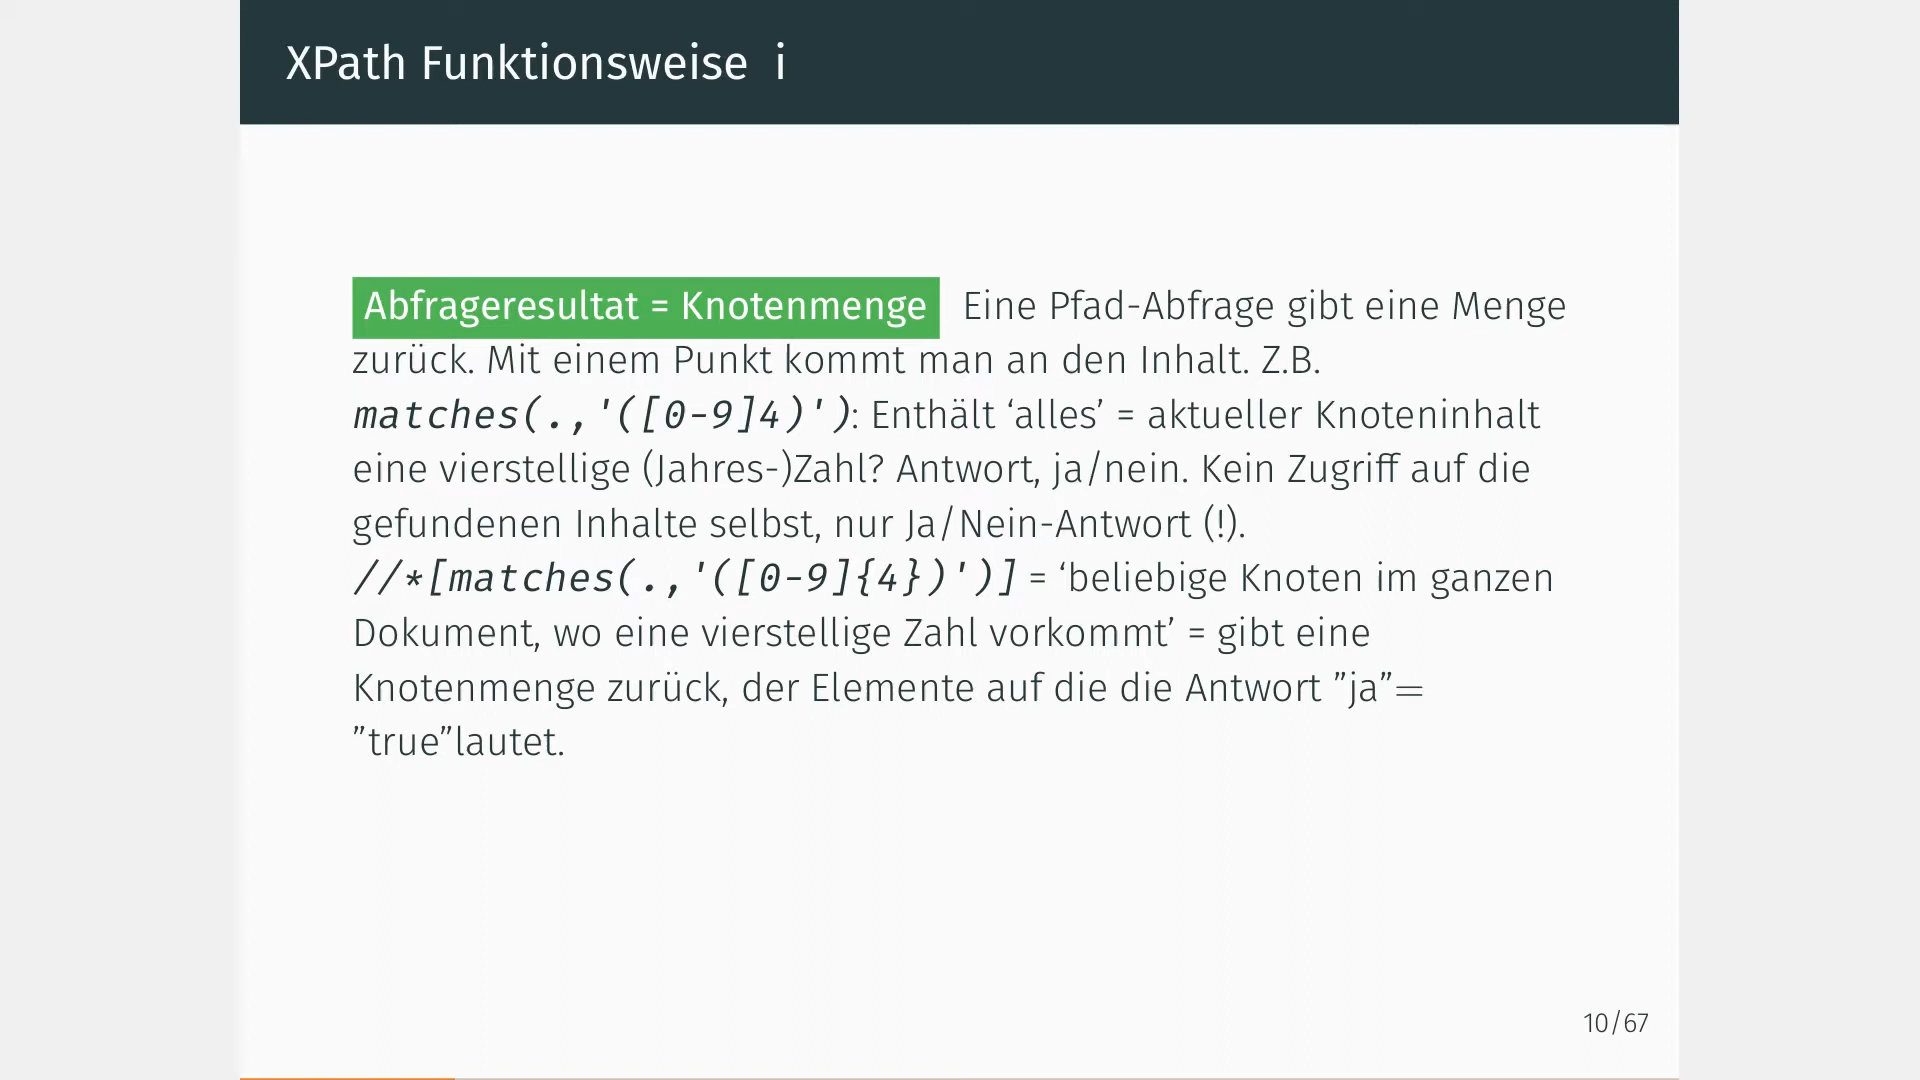 XPath Funktionsweise i
Abfrageresultat = Knotenmenge Eine Pfad-Abfrage gibt eine Menge
zurück. Mit einem Punkt kommt man an den Inhalt. Z.B.
matches(.,'([0-9]4)'): Enthält ‘alles’ = aktueller Knoteninhalt
eine vierstellige (Jahres-)Zahl? Antwort, ja/nein. Kein Zugriff auf die
gefundenen Inhalte selbst, nur Ja/Nein-Antwort (!).
//*[matches(.,'([0-9]{4})')] = ‘beliebige Knoten im ganzen
Dokument, wo eine vierstellige Zahl vorkommt’ = gibt eine
Knotenmenge zurück, der Elemente auf die die Antwort ”ja”=
”true”lautet.
10/67